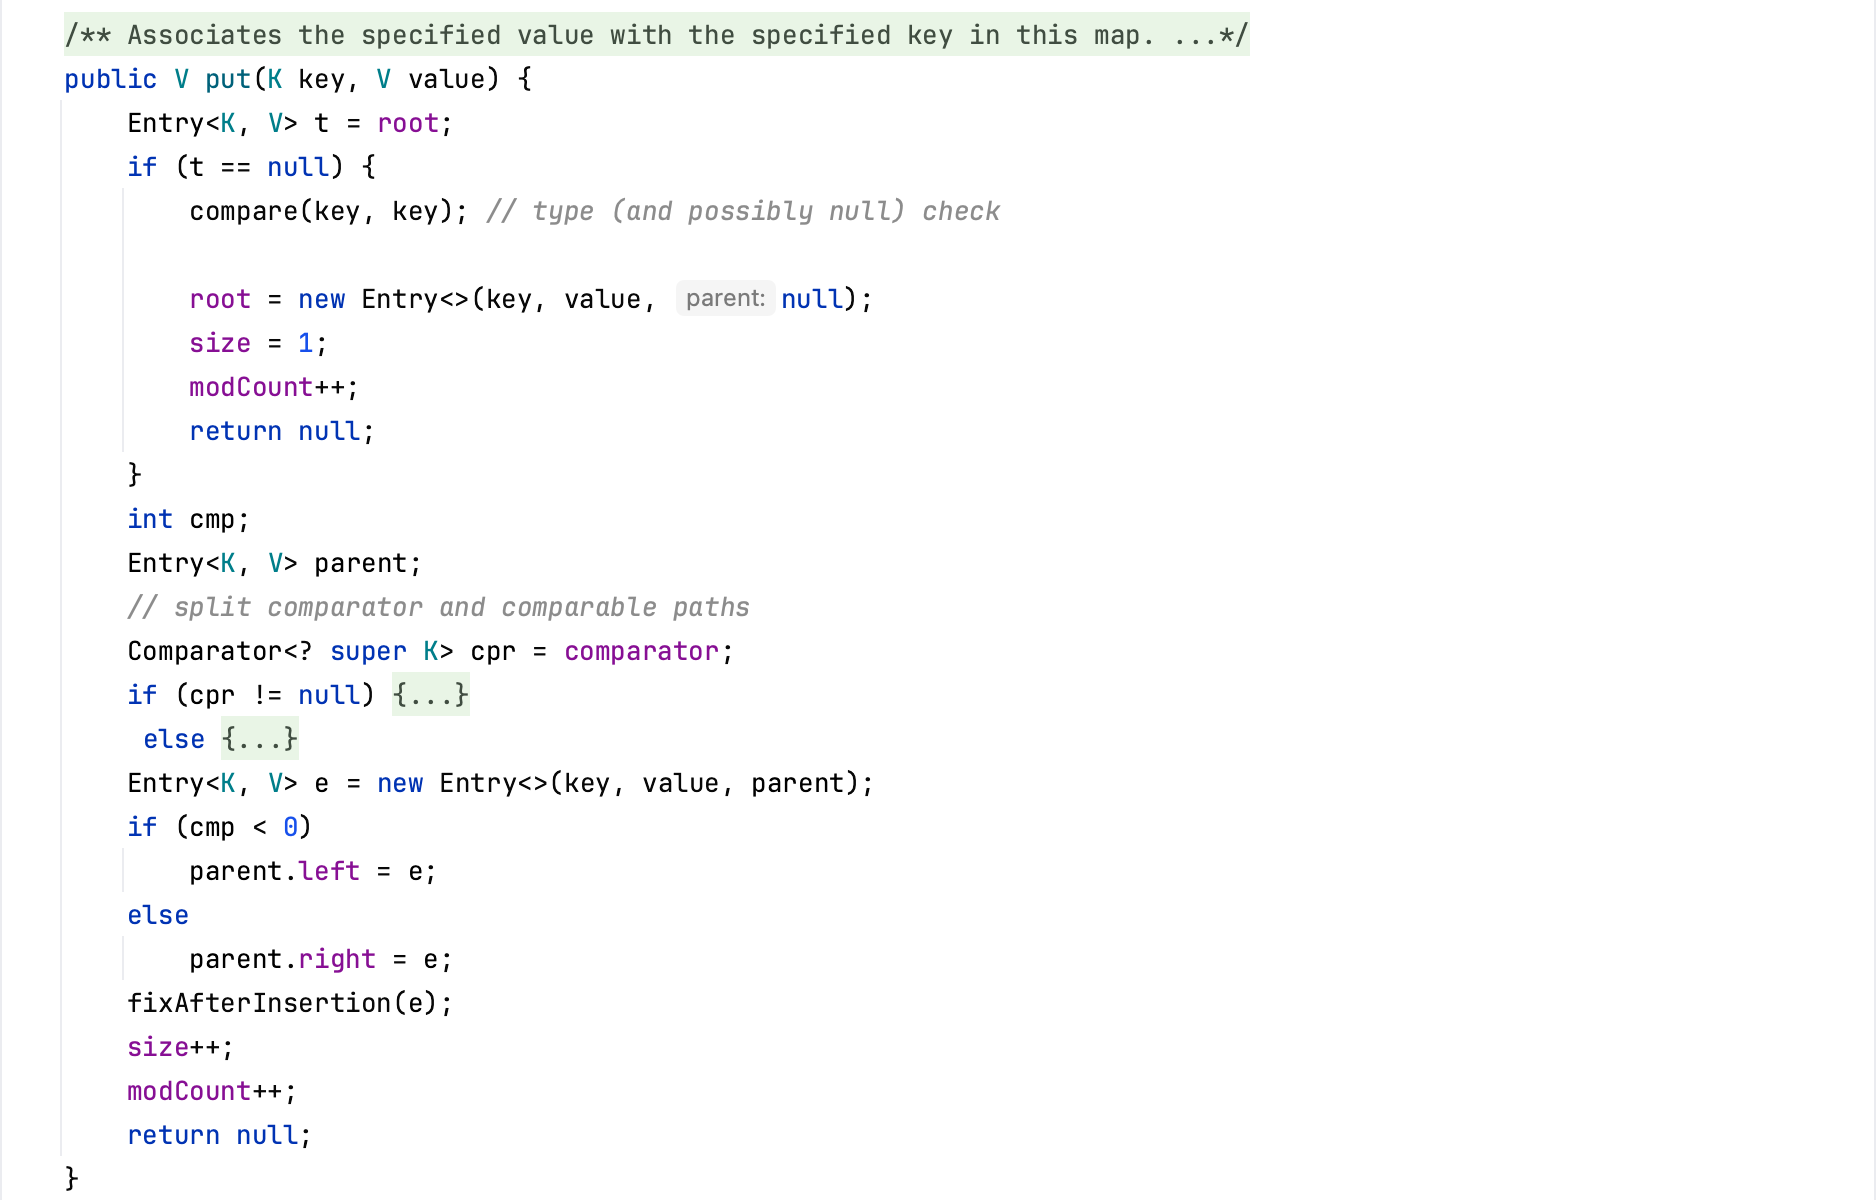 /** Associates the specified value with the specified key in this map. ...*/
public V put(K key, V value) {
    Entry<K, V> t = root;
    if (t == null) {
        compare(key, key); // type (and possibly null) check

        root = new Entry<>(key, value, parent: null);
        size = 1;
        modCount++;
        return null;
    }
    int cmp;
    Entry<K, V> parent;
    // split comparator and comparable paths
    Comparator<? super K> cpr = comparator;
    if (cpr != null) {...}
     else {...}
    Entry<K, V> e = new Entry<>(key, value, parent);
    if (cmp < 0)
        parent.left = e;
    else
        parent.right = e;
    fixAfterInsertion(e);
    size++;
    modCount++;
    return null;
}